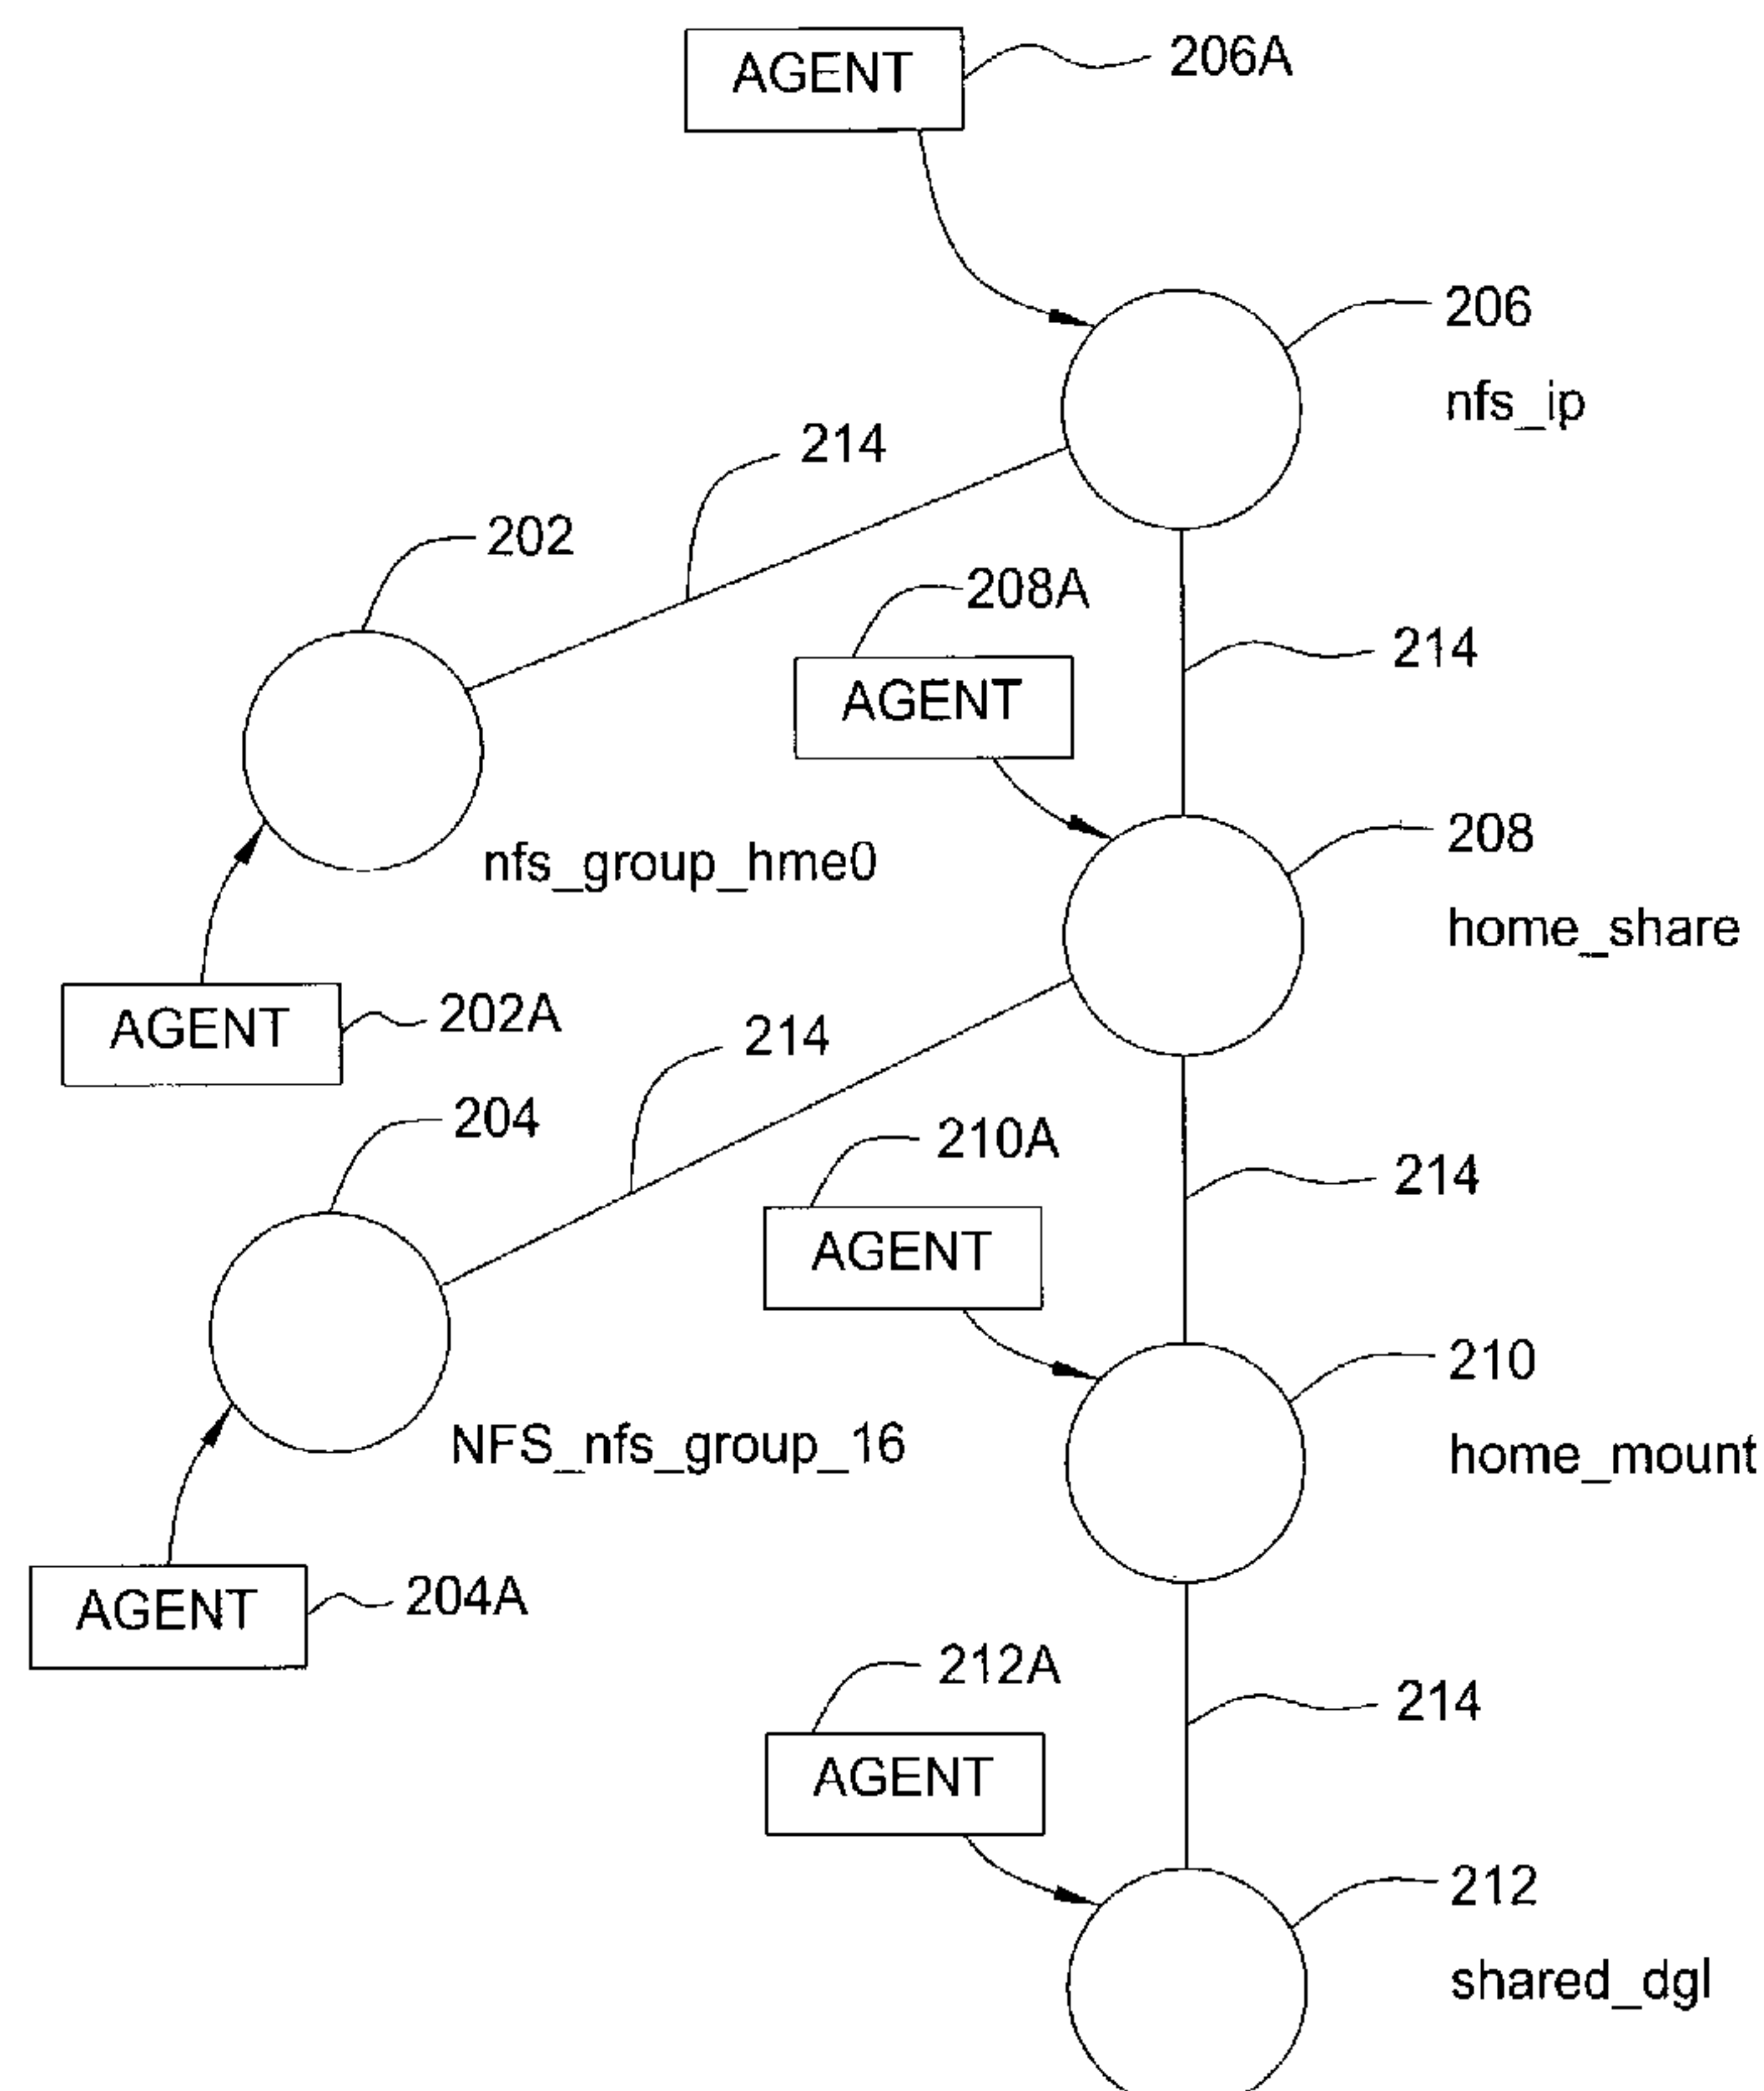 AGENT
206A
206
nfs_ip
214
202
208A
214
AGENT
208
nfs_group_hme0
home_share
AGENT
202A
214
204
210A
214
AGENT
210
NFS_nfs_group_16
home_mount
AGENT
204A
212A
214
AGENT
212
shared_dgl